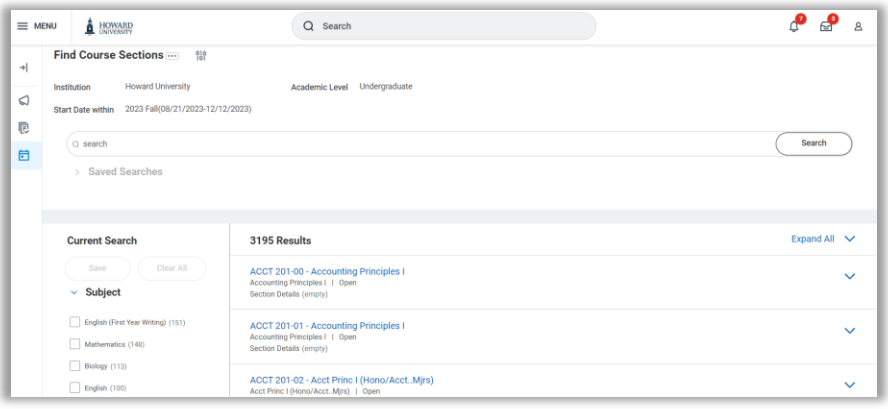 MENU
HOWARD
UNIVERSITY
Search
7
3
Find Course Sections
Institution Howard University Academic Level Undergraduate
Start Date within 2023 Fall(08/21/2023-12/12/2023)
search
Search
Saved Searches
Current Search
3195 Results
Expand All
Save
Clear All
Subject
English (First Year Writing) (151)
Mathematics (148)
Biology (113)
English (100)
ACCT 201-00 - Accounting Principles I
Accounting Principles I | Open
Section Details (empty)
ACCT 201-01 - Accounting Principles I
Accounting Principles I | Open
Section Details (empty)
ACCT 201-02 - Acct Princ I (Hono/Acct..Mjrs)
Acct Princ I (Hono/Acct..Mjrs) | Open